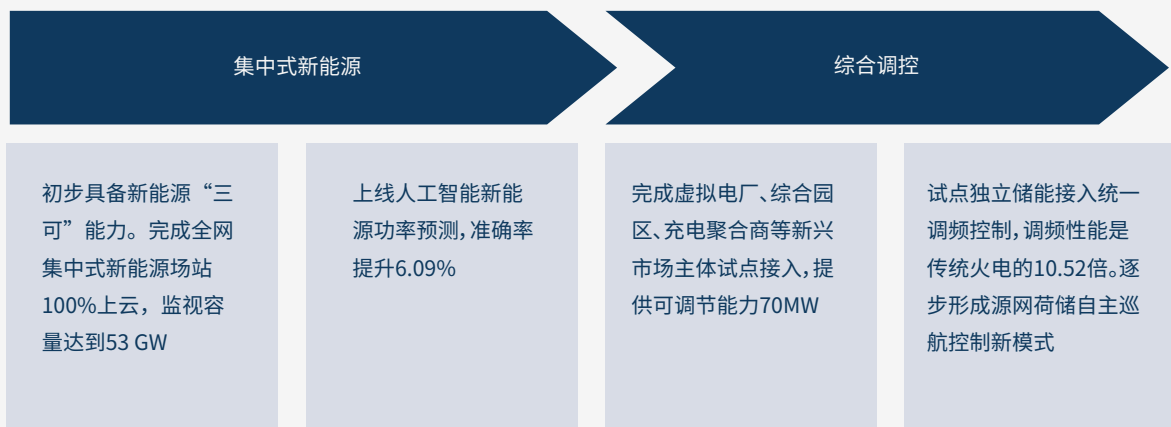 集中式新能源
综合调控
初步具备新能源“三
可”能力。完成全网
集中式新能源场站
100%上云，监视容
量达到53 GW
上线人工智能新能
源功率预测，准确率
提升6.09%
完成虚拟电厂、综合园
区、充电聚合商等新兴
市场主体试点接入，提
供可调节能力70MW
试点独立储能接入统一
调频控制，调频性能是
传统火电的10.52倍。逐
步形成源网荷储自主巡
航控制新模式